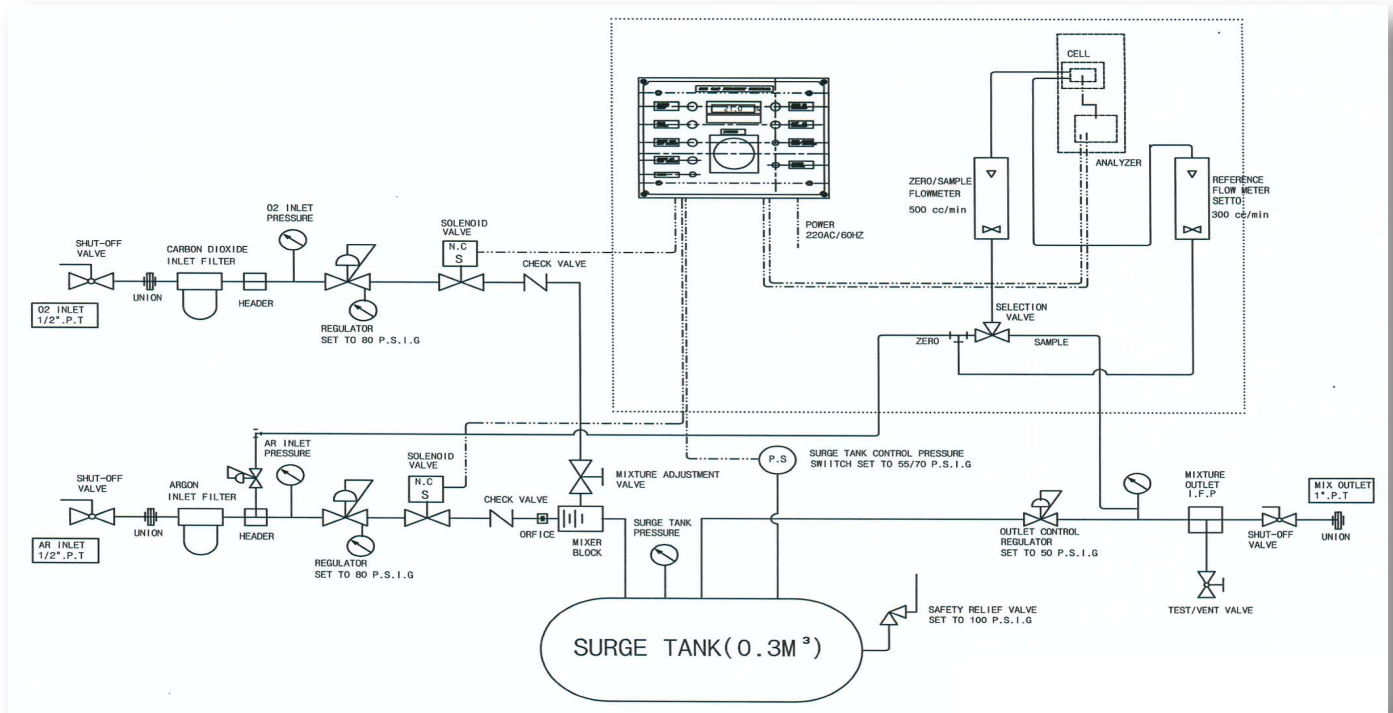 CELL
ANALYZER
21.0
ZERO/SAMPLE
FLOWMETER
500 cc/min
REFERENCE
FLOW METER
SETTO
300 cc/min
POWER
220AC/60HZ
O2 INLET
PRESSURE
SOLENOID
VALVE
N.C
S
SHUT-OFF
VALVE
CARBON DIOXIDE
INLET FILTER
CHECK VALVE
UNION
HEADER
O2 INLET
1/2".P.T
REGULATOR
SET TO 80 P.S.I.G
SELECTION
VALVE
ZERO
SAMPLE
AR INLET
PRESSURE
SOLENOID
VALVE
N.C
S
P.S
SURGE TANK CONTROL PRESSURE
SWIITCH SET TO 55/70 P.S.I.G
SHUT-OFF
VALVE
ARGON
INLET FILTER
CHECK VALVE
MIXTURE ADJUSTMENT
VALVE
MIXTURE
OUTLET
I.F.P
MIX OUTLET
1".P.T
UNION
HEADER
ORFICE
MIXER
BLOCK
SURGE TANK
PRESSURE
OUTLET CONTROL
REGULATOR
SET TO 50 P.S.I.G
SHUT-OFF
VALVE
UNION
AR INLET
1/2".P.T
REGULATOR
SET TO 80 P.S.I.G
TEST/VENT VALVE
SAFETY RELIEF VALVE
SET TO 100 P.S.I.G
SURGE TANK(0.3M³)